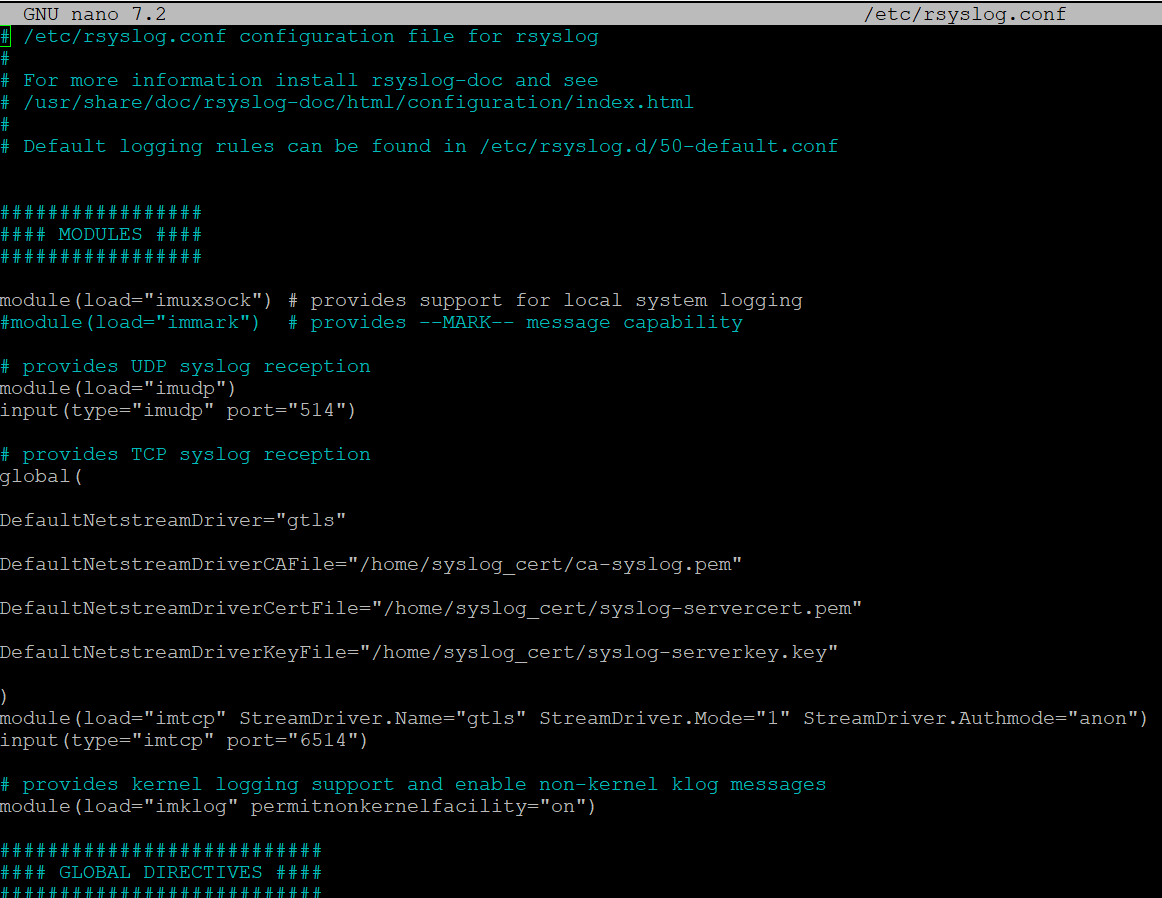 GNU nano 7.2 /etc/rsyslog.conf
# /etc/rsyslog.conf configuration file for rsyslog
#
# For more information install rsyslog-doc and see
# /usr/share/doc/rsyslog-doc/html/configuration/index.html
#
# Default logging rules can be found in /etc/rsyslog.d/50-default.conf
#################
#### MODULES ####
#################
module(load="imuxsock") # provides support for local system logging
#module(load="immark")  # provides --MARK-- message capability
# provides UDP syslog reception
module(load="imudp")
input(type="imudp" port="514")
# provides TCP syslog reception
global(
DefaultNetstreamDriver="gtls"
DefaultNetstreamDriverCAFile="/home/syslog_cert/ca-syslog.pem"
DefaultNetstreamDriverCertFile="/home/syslog_cert/syslog-servercert.pem"
DefaultNetstreamDriverKeyFile="/home/syslog_cert/syslog-serverkey.key"
)
module(load="imtcp" StreamDriver.Name="gtls" StreamDriver.Mode="1" StreamDriver.Authmode="anon")
input(type="imtcp" port="6514")
# provides kernel logging support and enable non-kernel klog messages
module(load="imklog" permitnonkernelfacility="on")
###########################
#### GLOBAL DIRECTIVES ####
###########################